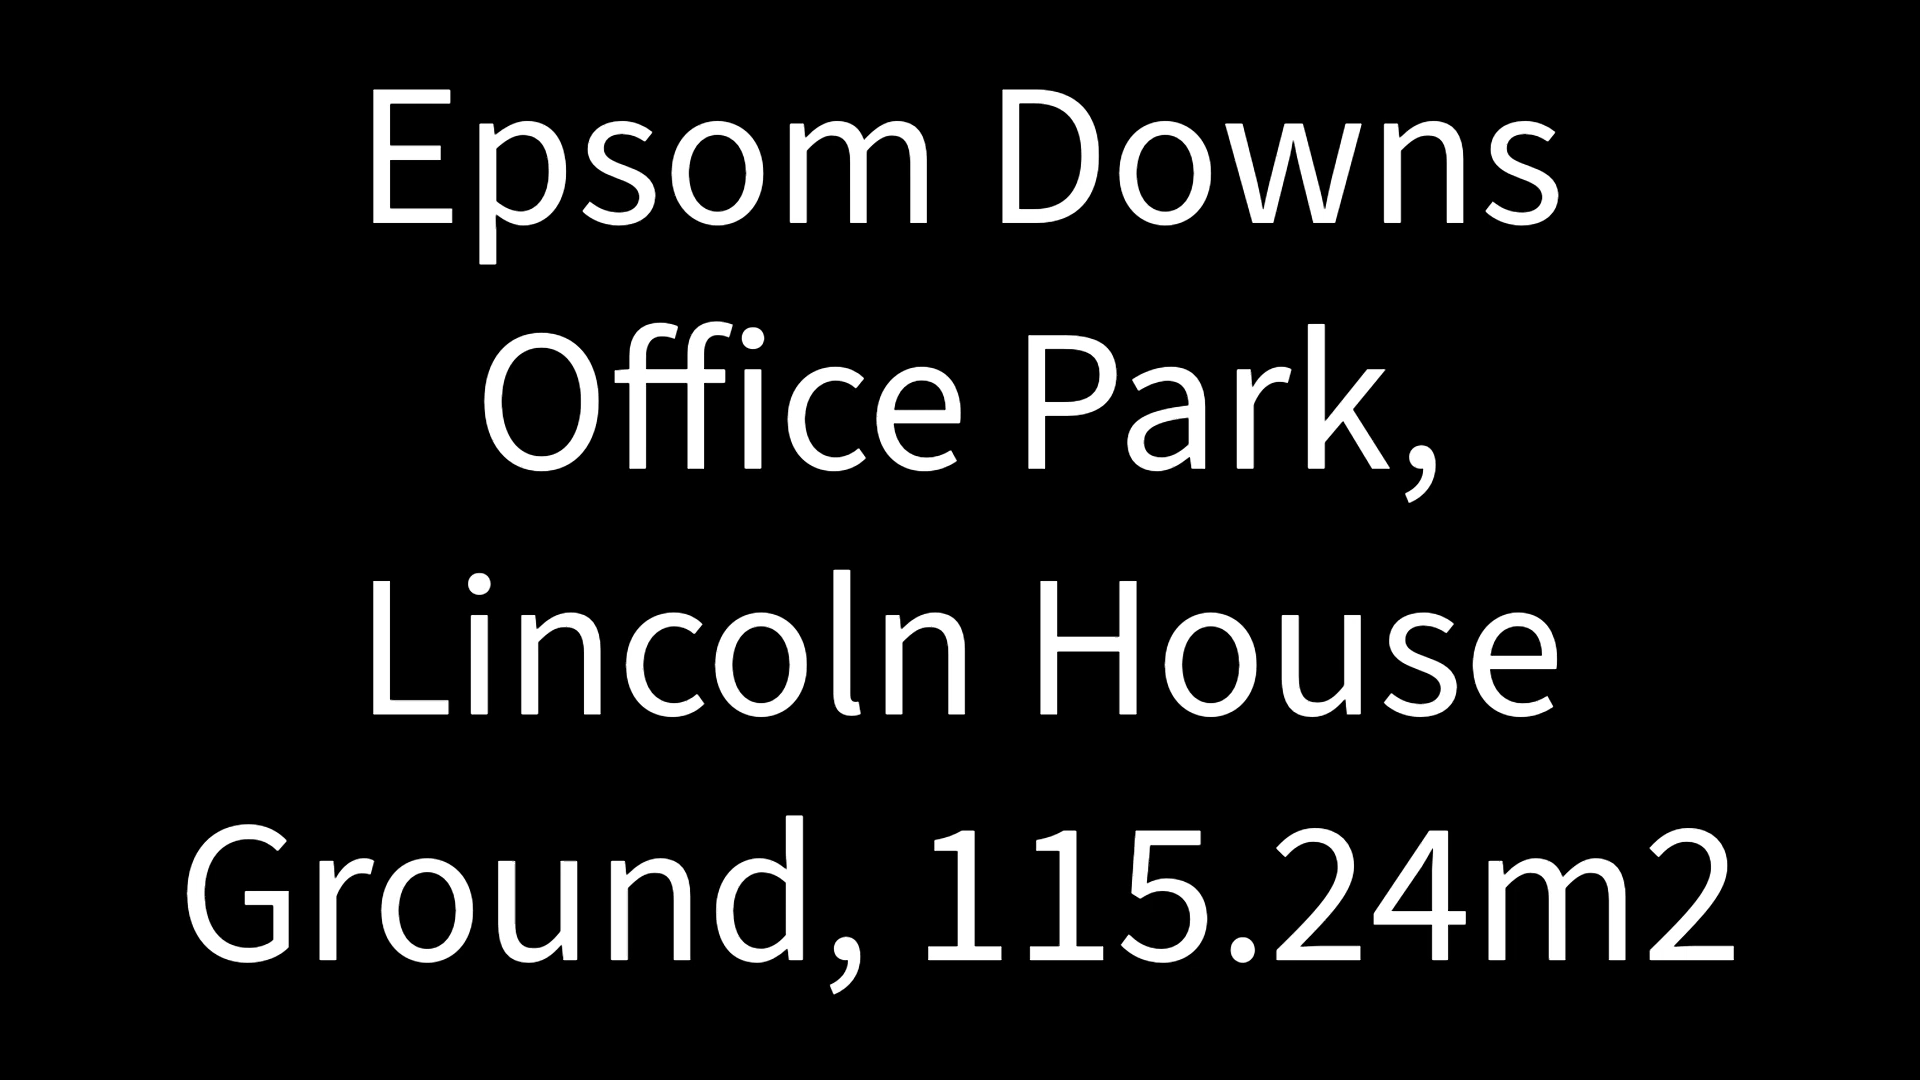 Epsom Downs
Office Park,
Lincoln House
Ground, 115.24m2